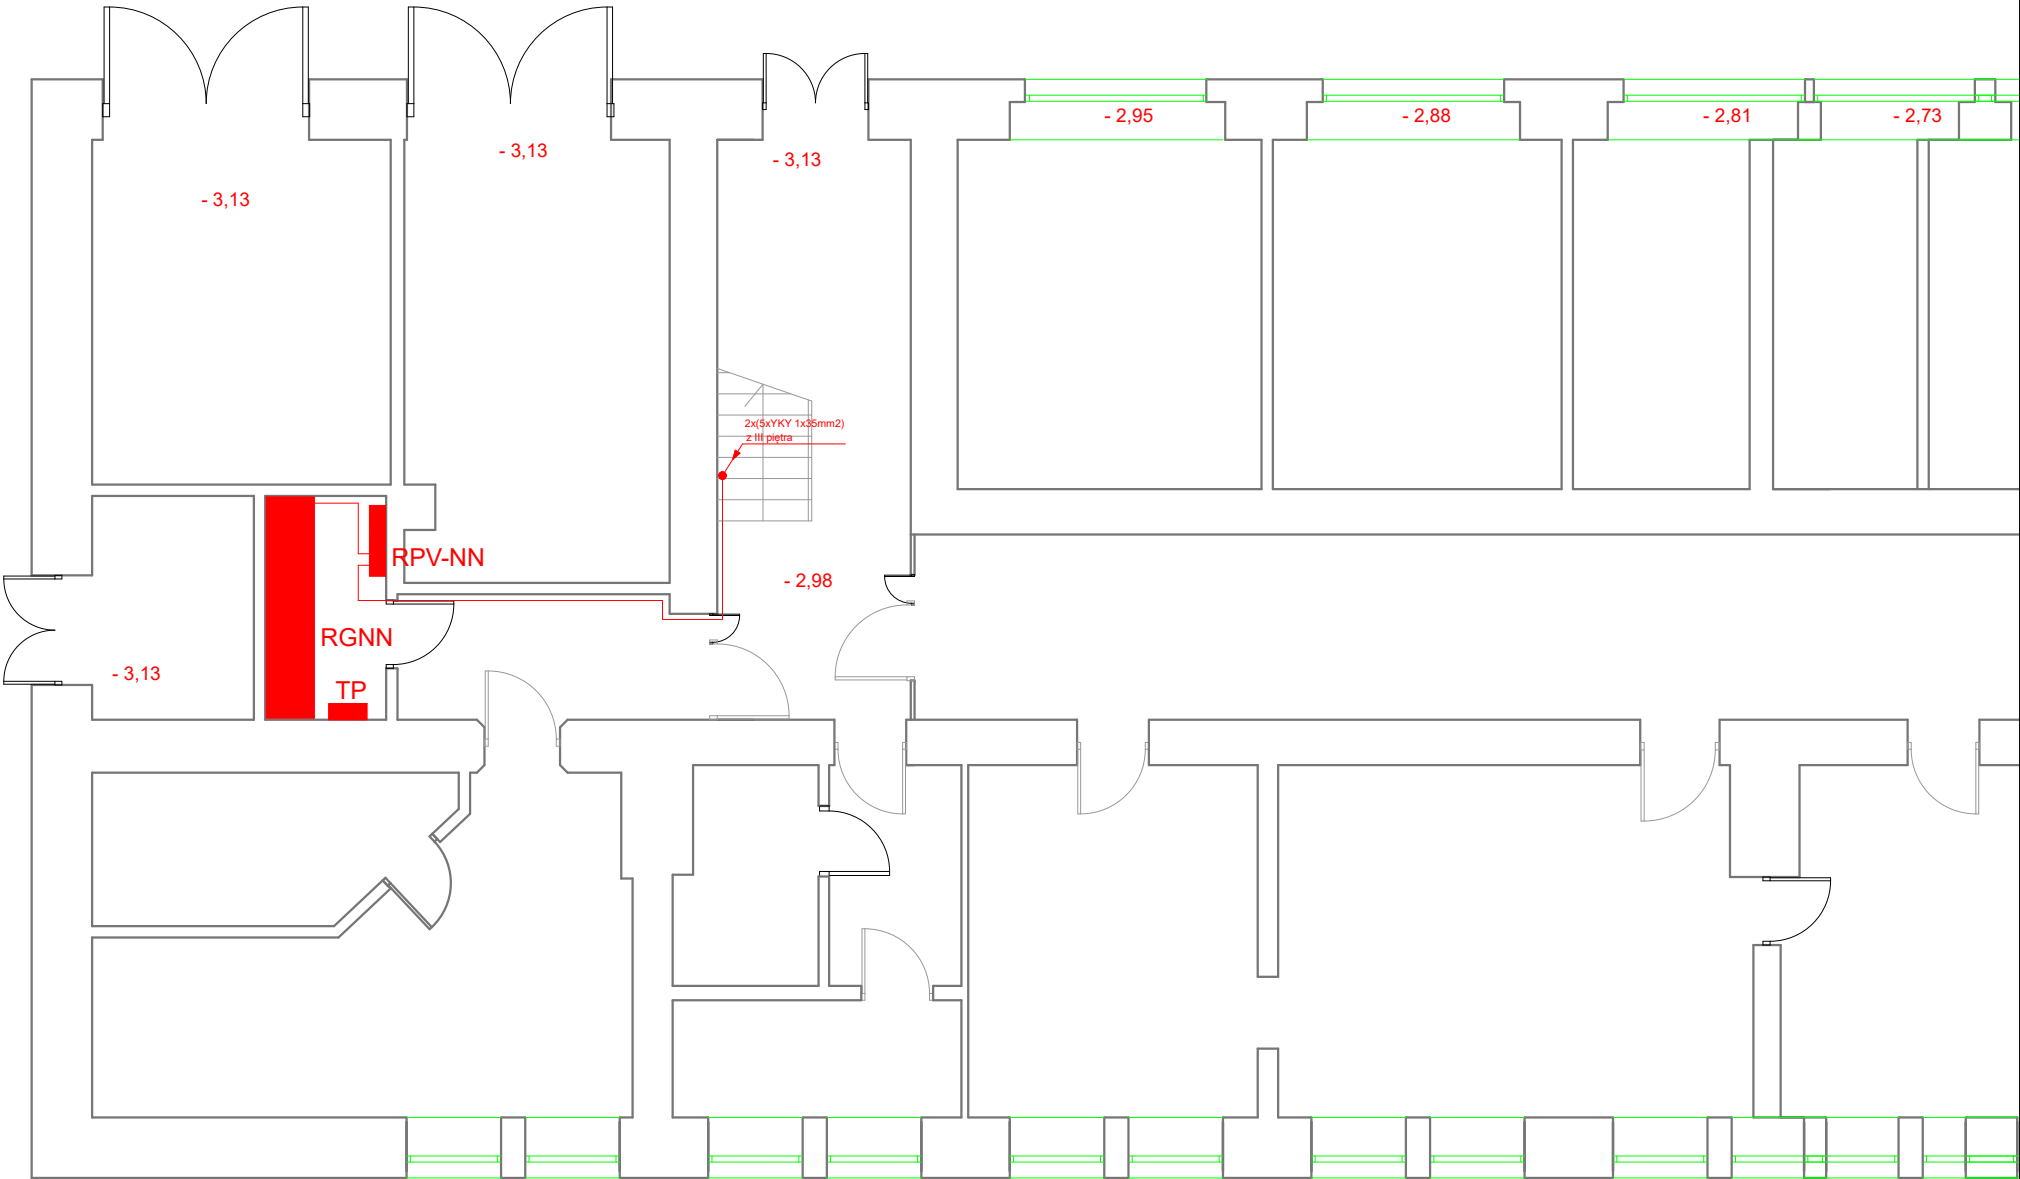 - 2,95
- 2,88
- 2,81
- 2,73
- 3,13
- 3,13
- 3,13
2x(5xYKY 1x35mm2)
z III piętra
RPV-NN
- 2,98
RGNN
- 3,13
TP